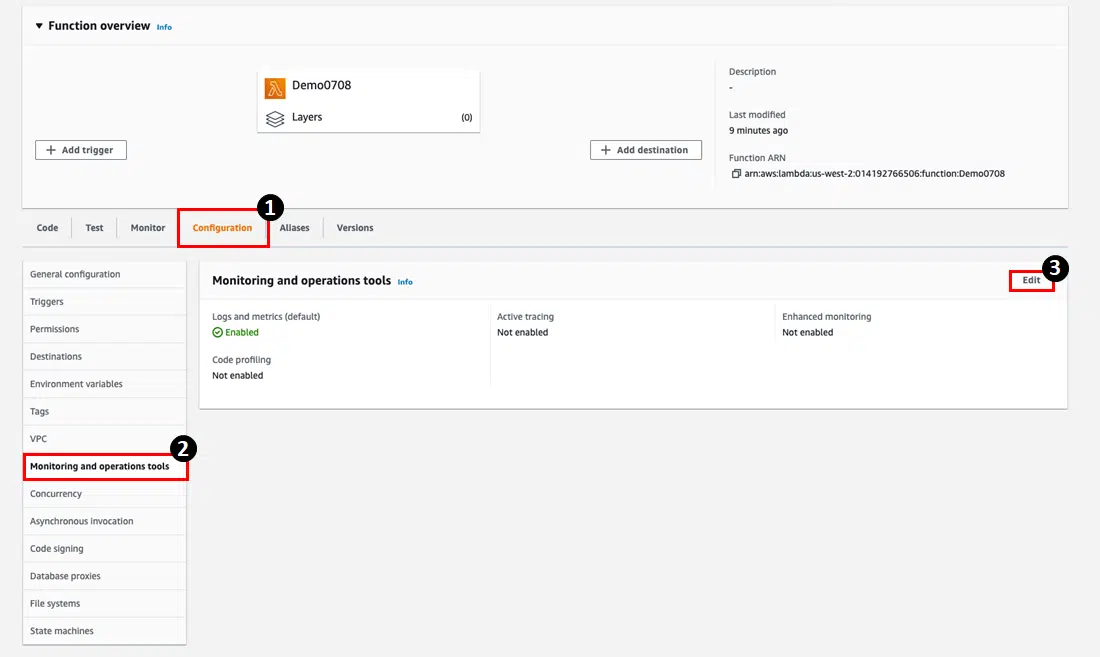 Function overview Info
Demo0708
Layers (0)
Add trigger
Add destination
Description
-
Last modified
9 minutes ago
Function ARN
arn:aws:lambda:us-west-2:014192766506:function:Demo0708
1
Code Test Monitor Configuration Aliases Versions
General configuration
Triggers
Permissions
Destinations
Environment variables
Tags
VPC
2
Monitoring and operations tools
Concurrency
Asynchronous invocation
Code signing
Database proxies
File systems
State machines
Monitoring and operations tools Info
3
Edit
Logs and metrics (default)
Enabled
Code profiling
Not enabled
Active tracing
Not enabled
Enhanced monitoring
Not enabled